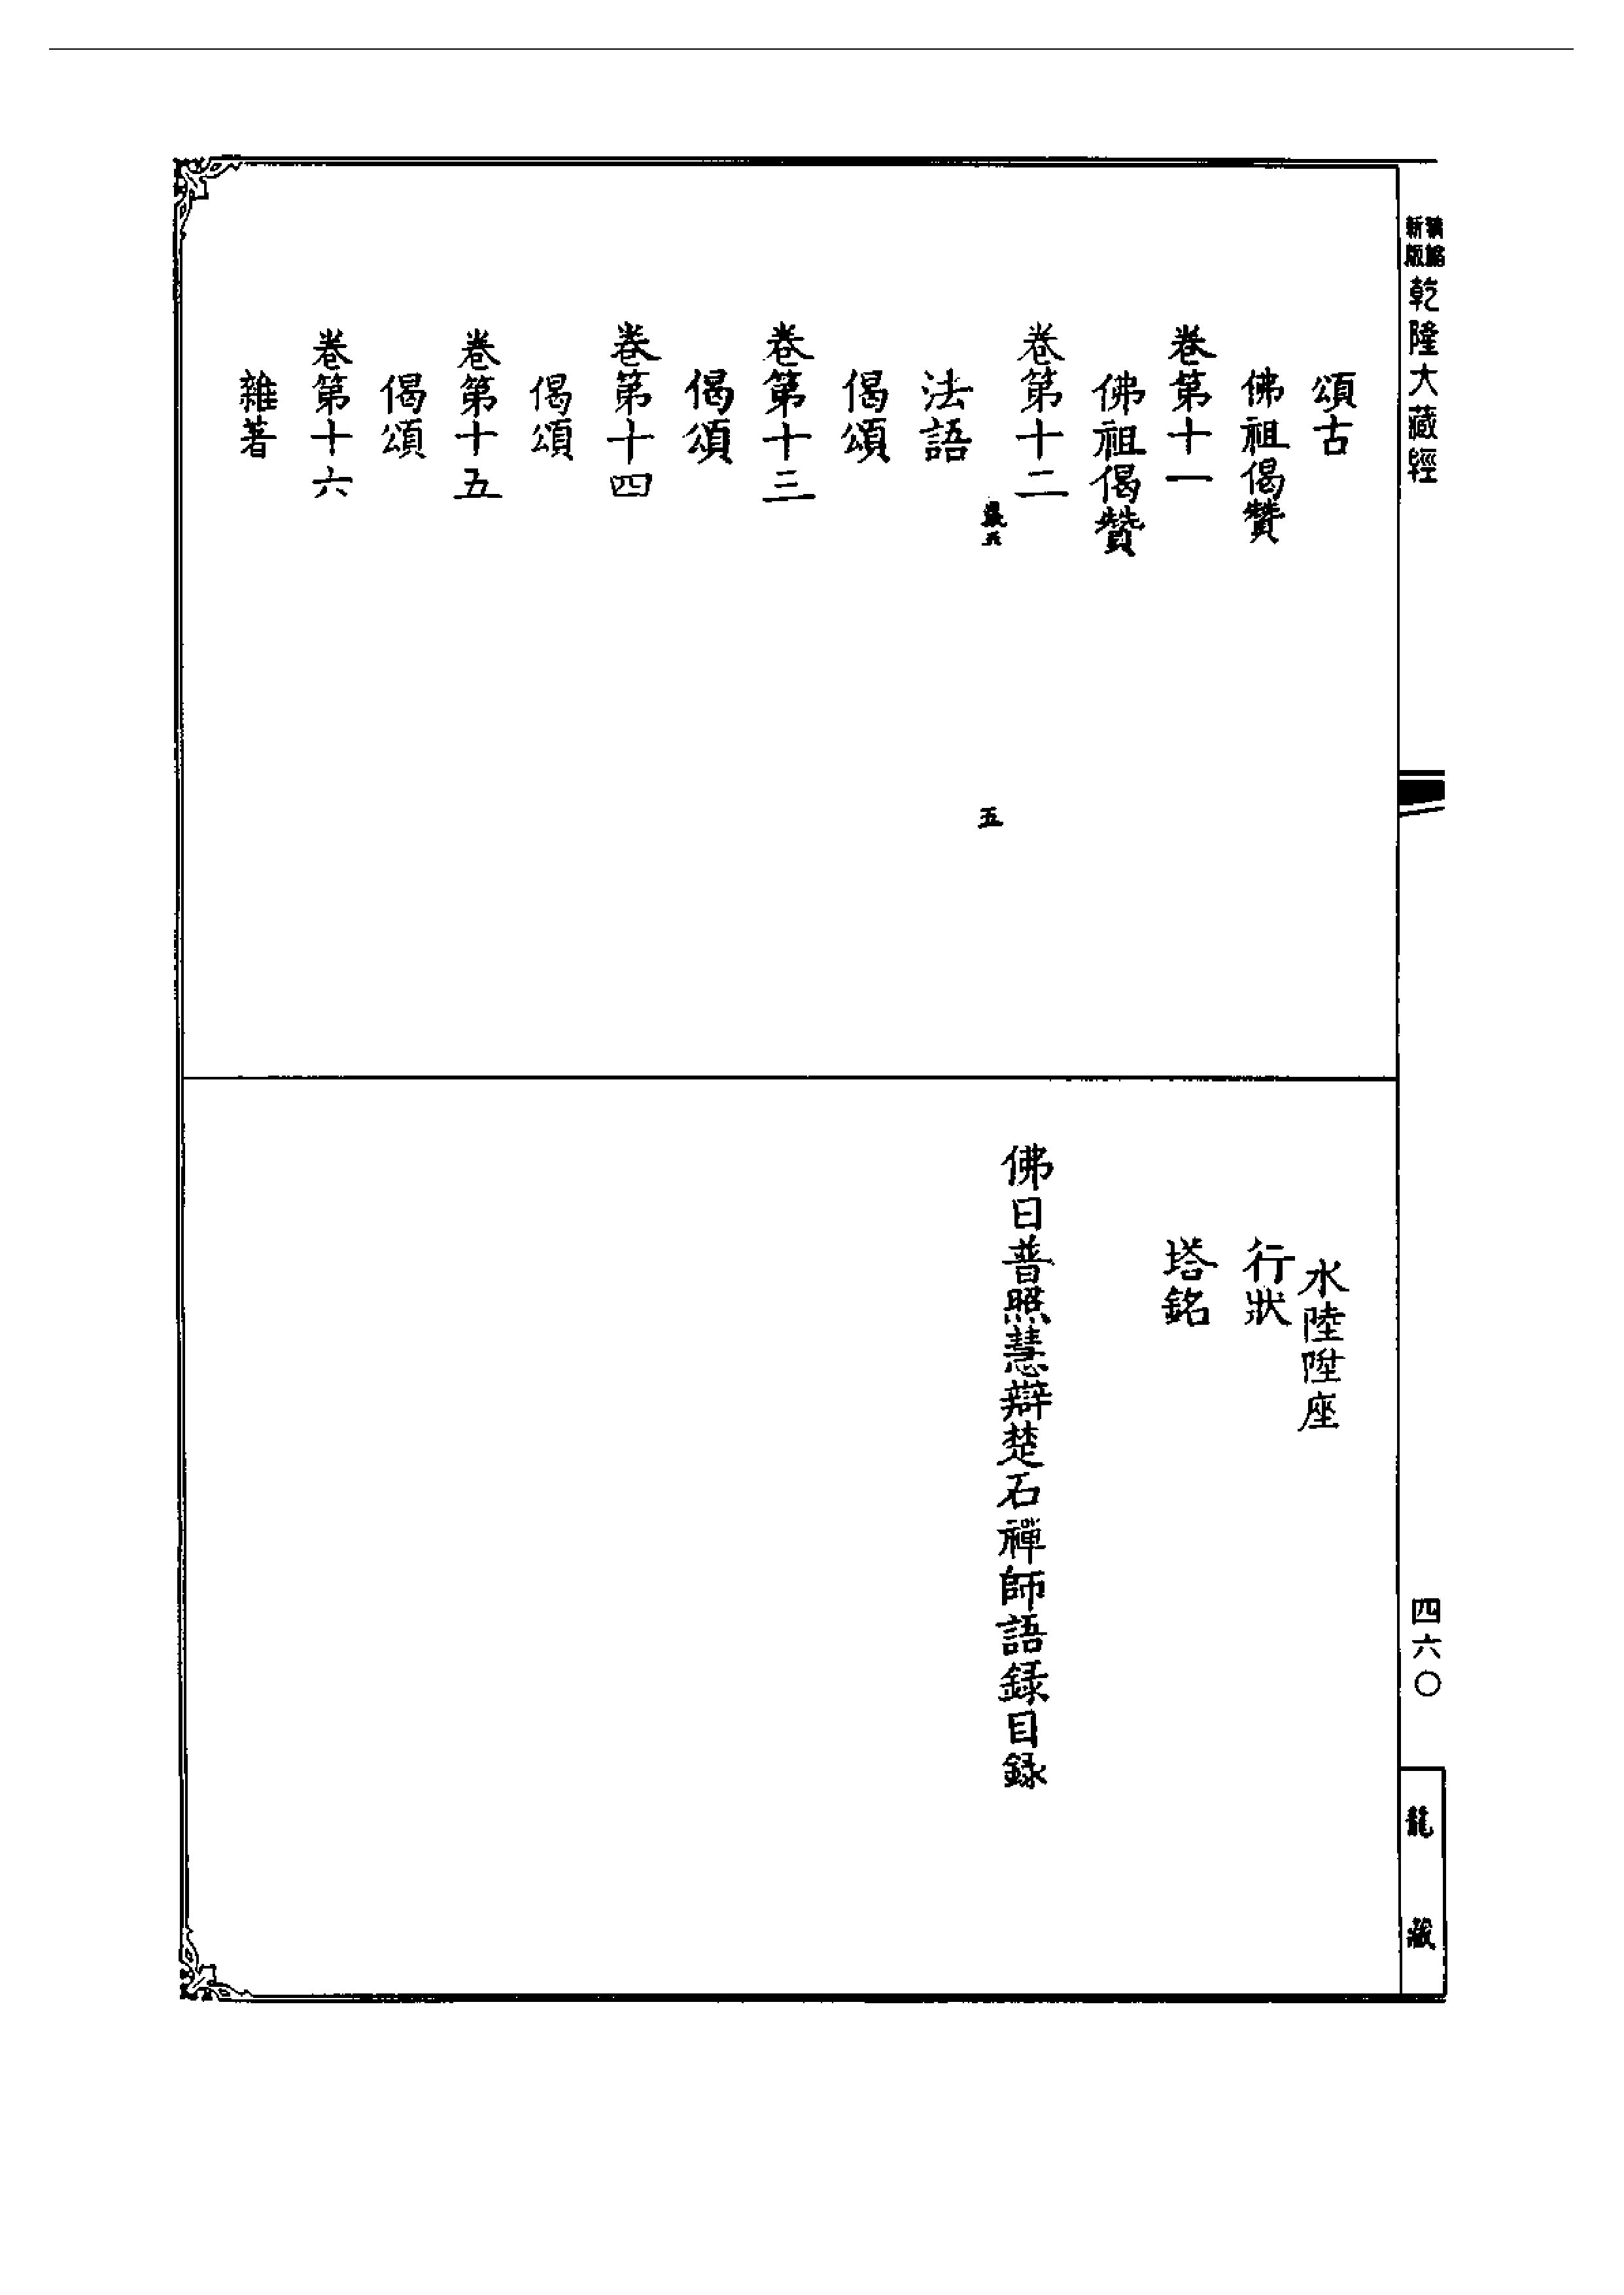 新版
乾隆大藏經
頌古
佛祖偈贊
卷第十一
佛祖偈贊
卷第十二
五
法語
偈頌
卷第十三
偈頌
卷第十四
偈頌
卷第十五
偈頌
卷第十六
雜著
水陸陞座
行狀
塔銘
佛日普照慧辯楚石禪師語錄目錄
四六〇
龍藏